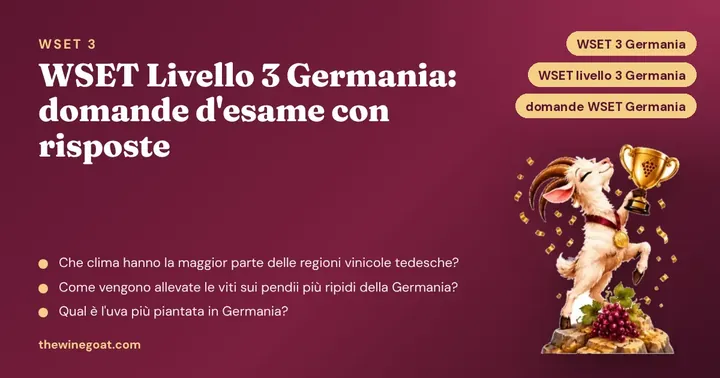 WSET 3
WSET Livello 3 Germania:
domande d'esame con
risposte
WSET 3 Germania
WSET livello 3 Germania
domande WSET Germania
Che clima hanno la maggior parte delle regioni vinicole tedesche?
Come vengono allevate le viti sui pendii più ripidi della Germania?
Qual è l'uva più piantata in Germania?
thewinegoat.com